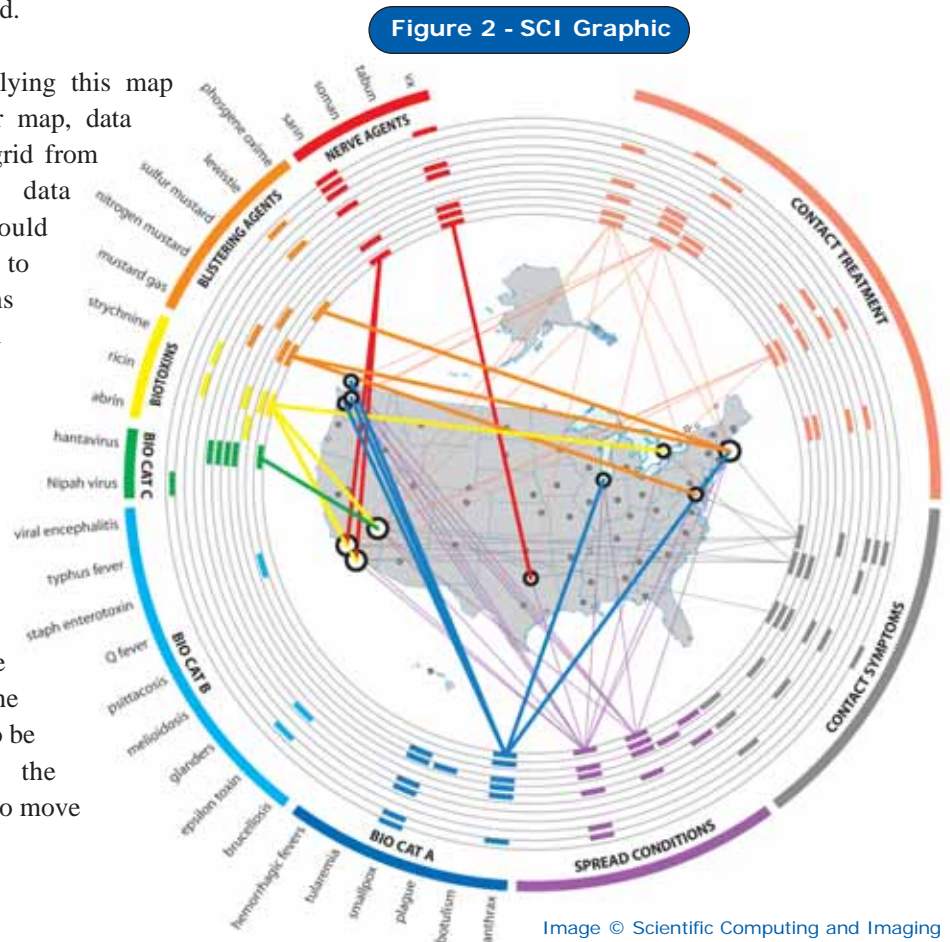 d.
Figure 2 - SCI Graphic
lying this map
r map, data
grid from
data
ould
to
ns
e
ne
o be
the
o move
vx
tabun
soman
sarin
NERVE AGENTS
phosgene oxime
lewistie
sulfur mustard
nitrogen mustard
mustard gas
BLISTERING AGENTS
strychnine
ricin
abrin
BIOTOXINS
hantavirus
Nipah virus
BIO CAT C
viral encephalitis
typhus fever
staph enterotoxin
Q fever
psittacosis
melioidosis
glanders
epsilon toxin
brucellosis
BIO CAT B
hemorrhagic fevers
tularemia
smallpox
plague
botulism
anthrax
BIO CAT A
SPREAD CONDITIONS
CONTACT SYMPTOMS
CONTACT TREATMENT
Image © Scientific Computing and Imaging